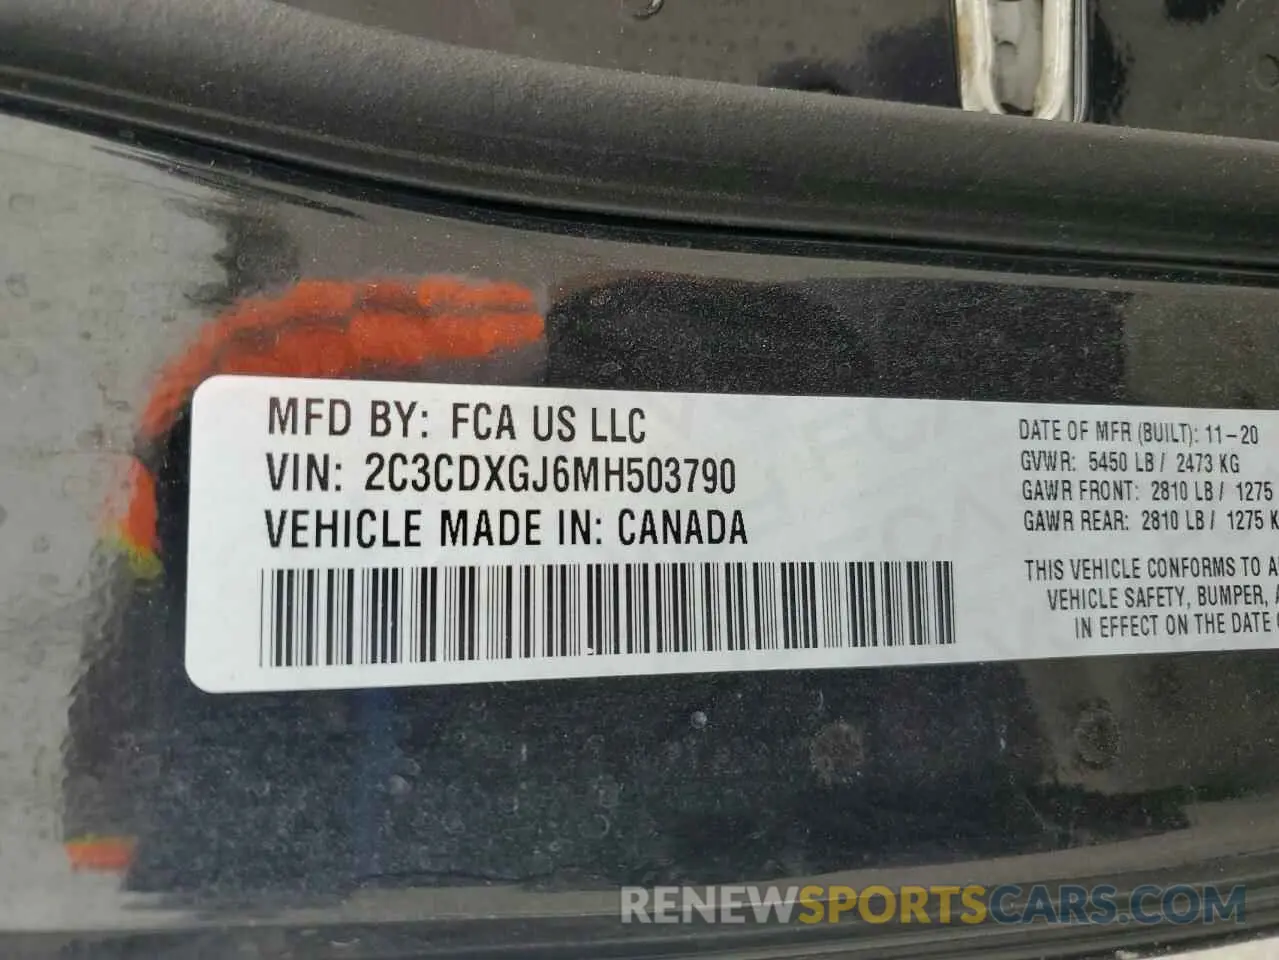 MFD BY: FCA US LLC
VIN: 2C3CDXGJ6MH503790
VEHICLE MADE IN: CANADA
DATE OF MFR (BUILT): 11-20
GVWR: 5450 LB / 2473 KG
GAWR FRONT: 2810 LB / 1275
GAWR REAR: 2810 LB / 1275 K
THIS VEHICLE CONFORMS TO A
VEHICLE SAFETY, BUMPER,
IN EFFECT ON THE DATE
RENEWSPORTSCARS.COM